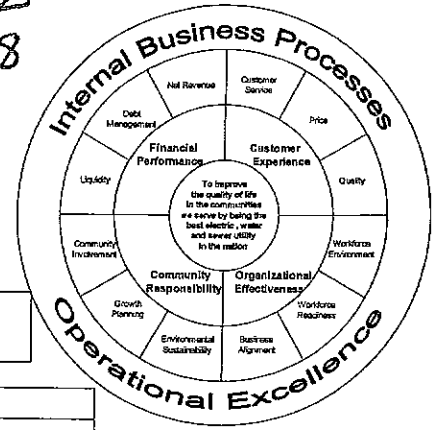 8
Internal Business Processes
Net Revenue
Customer
Service
Debt
Management
Price
Financial
Performance
Customer
Experience
Liquidity
Quality
To improve
the quality of life
in the communities
we serve by being the
best electric, water
and sewer utility
in the nation
Community
Involvement
Workforce
Environment
Community
Responsibility
Organizational
Effectiveness
Growth
Planning
Workforce
Readiness
Environmental
Sustainability
Business
Alignment
Operational Excellence